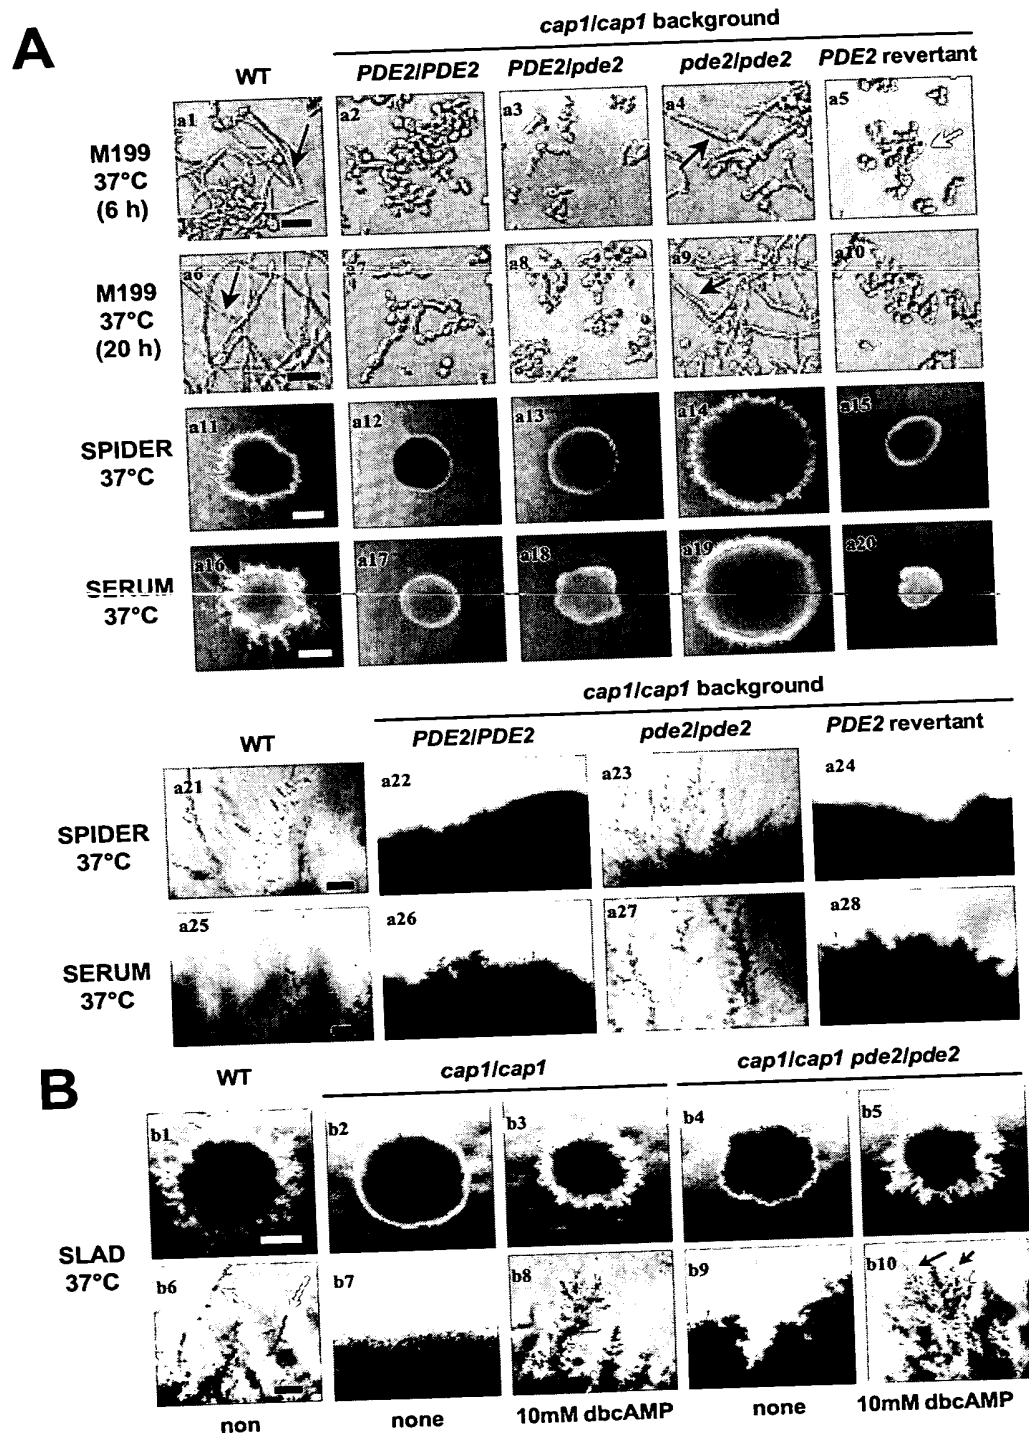 A
cap1/cap1 background
WT
PDE2/PDE2
PDE2/pde2
pde2/pde2
PDE2 revertant
M199
37°C
(6 h)
a1
a2
a3
a4
a5
M199
37°C
(20 h)
a6
a7
a8
a9
a10
SPIDER
37°C
a11
a12
a13
a14
a15
SERUM
37°C
a16
a17
a18
a19
a20
cap1/cap1 background
WT
PDE2/PDE2
pde2/pde2
PDE2 revertant
SPIDER
37°C
a21
a22
a23
a24
SERUM
37°C
a25
a26
a27
a28
B
WT
cap1/cap1
cap1/cap1 pde2/pde2
SLAD
37°C
b1
b2
b3
b4
b5
b6
b7
b8
b9
b10
non
none
10mM dbcAMP
none
10mM dbcAMP